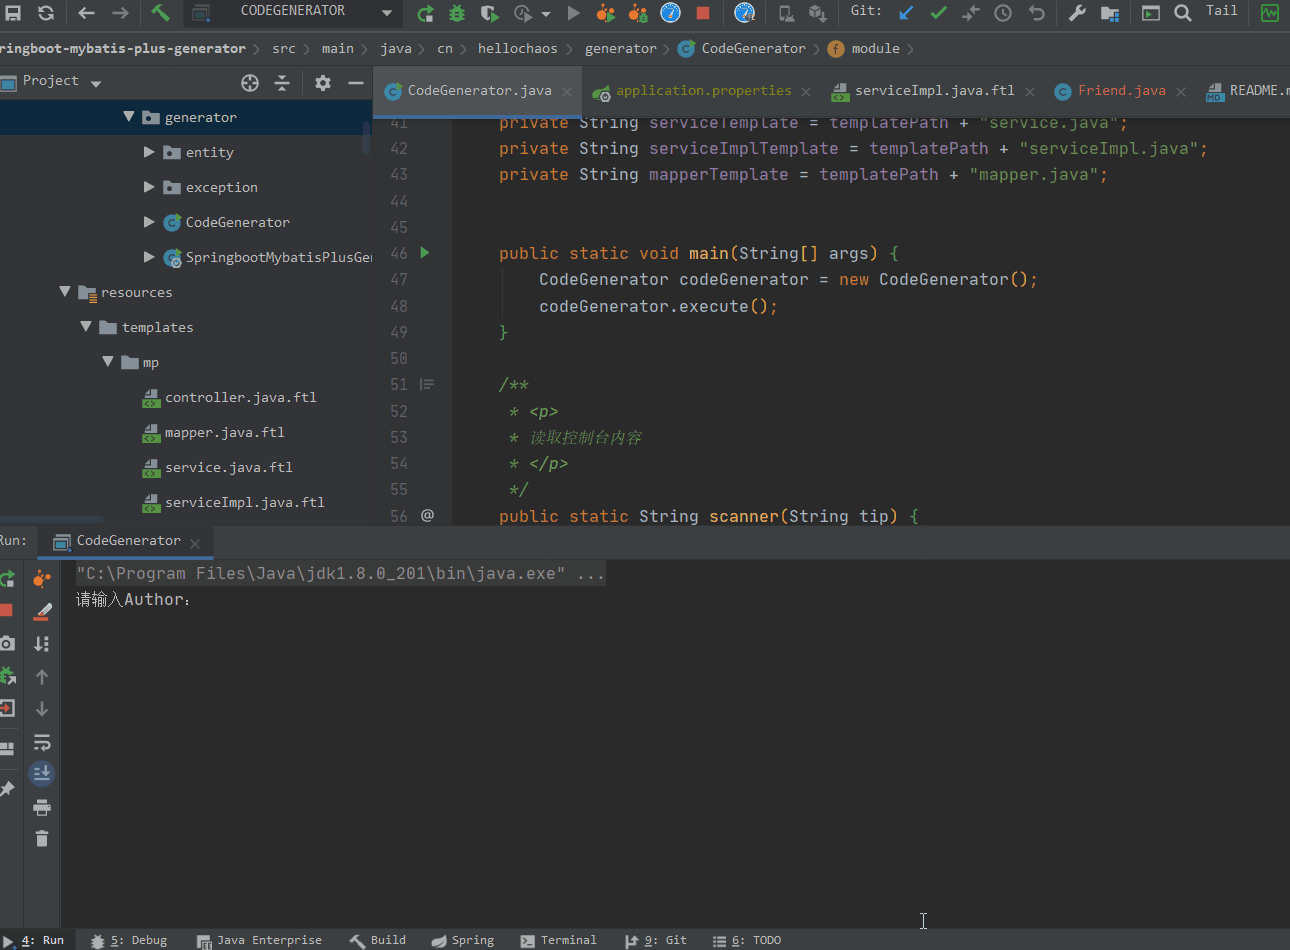 CODEGENERATOR
Git:
Tail
ringboot-mybatis-plus-generator
src
main
java
cn
hellochaos
generator
CodeGenerator
module
Project
CodeGenerator.java
application.properties
serviceImpl.java.ftl
Friend.java
README.m
generator
entity
exception
CodeGenerator
SpringbootMybatisPlusGe
resources
templates
mp
controller.java.ftl
mapper.java.ftl
service.java.ftl
serviceImpl.java.ftl
41 private String serviceTemplate = templatePath + "service.java";
42 private String serviceImplTemplate = templatePath + "serviceImpl.java";
43 private String mapperTemplate = templatePath + "mapper.java";
44
45
46 public static void main(String[] args) {
47 CodeGenerator codeGenerator = new CodeGenerator();
48 codeGenerator.execute();
49 }
50
51 /**
52 * <p>
53 * 读取控制台内容
54 * </p>
55 */
56 @ public static String scanner(String tip) {
Run:
CodeGenerator
"C:\Program Files\Java\jdk1.8.0_201\bin\java.exe" ...
请输入Author:
4: Run
5: Debug
Java Enterprise
Build
Spring
Terminal
9: Git
6: TODO